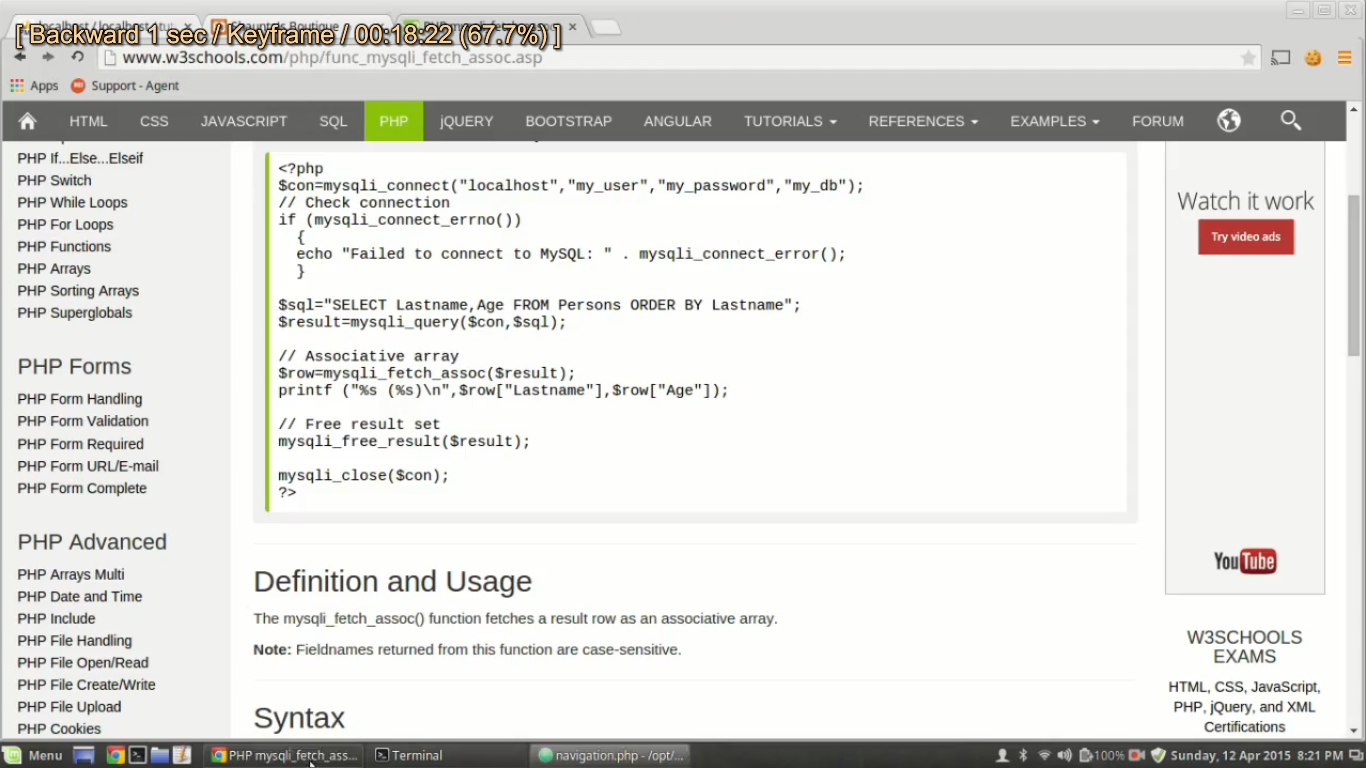 [ Backward 1 sec / Keyframe / 00:18:22 (67.7%) ]
www.w3schools.com/php/func_mysqli_fetch_assoc.asp
Apps Support - Agent
HTML CSS JAVASCRIPT SQL PHP jQUERY BOOTSTRAP ANGULAR TUTORIALS REFERENCES EXAMPLES FORUM
PHP If...Else...Elseif
PHP Switch
PHP While Loops
PHP For Loops
PHP Functions
PHP Arrays
PHP Sorting Arrays
PHP Superglobals
PHP Forms
PHP Form Handling
PHP Form Validation
PHP Form Required
PHP Form URL/E-mail
PHP Form Complete
PHP Advanced
PHP Arrays Multi
PHP Date and Time
PHP Include
PHP File Handling
PHP File Open/Read
PHP File Create/Write
PHP File Upload
PHP Cookies
<?php
$con=mysqli_connect("localhost","my_user","my_password","my_db");
// Check connection
if (mysqli_connect_errno())
{
echo "Failed to connect to MySQL: " . mysqli_connect_error();
}
$sql="SELECT Lastname,Age FROM Persons ORDER BY Lastname";
$result=mysqli_query($con,$sql);
// Associative array
$row=mysqli_fetch_assoc($result);
printf ("%s (%s)\n",$row["Lastname"],$row["Age"]);
// Free result set
mysqli_free_result($result);
mysqli_close($con);
?>
Definition and Usage
The mysqli_fetch_assoc() function fetches a result row as an associative array.
Note: Fieldnames returned from this function are case-sensitive.
Syntax
Watch it work
Try video ads
YouTube
W3SCHOOLS
EXAMS
HTML, CSS, JavaScript,
PHP, jQuery, and XML
Certifications
Menu PHP mysqli_fetch_ass... Terminal navigation.php - /opt/... 100% Sunday, 12 Apr 2015 8:21 PM